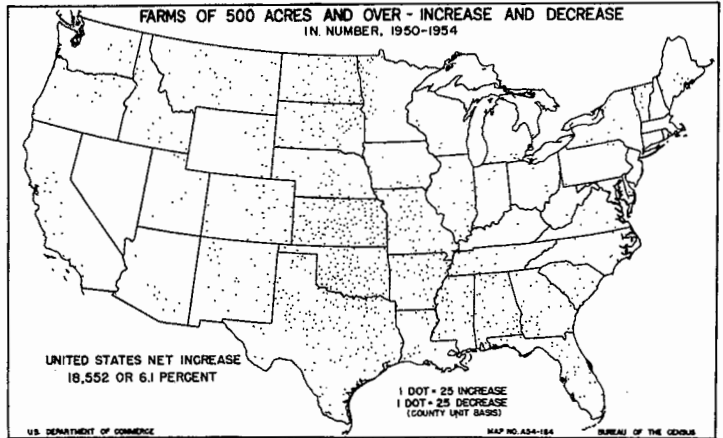 FARMS OF 500 ACRES AND OVER - INCREASE AND DECREASE
IN NUMBER, 1950-1954
UNITED STATES NET INCREASE
18,552 OR 6.1 PERCENT
1 DOT = 25 INCREASE
1 DOT = 25 DECREASE
(COUNTY UNIT BASIS)
U.S. DEPARTMENT OF COMMERCE
MAP NO. A54-184
BUREAU OF THE CENSUS